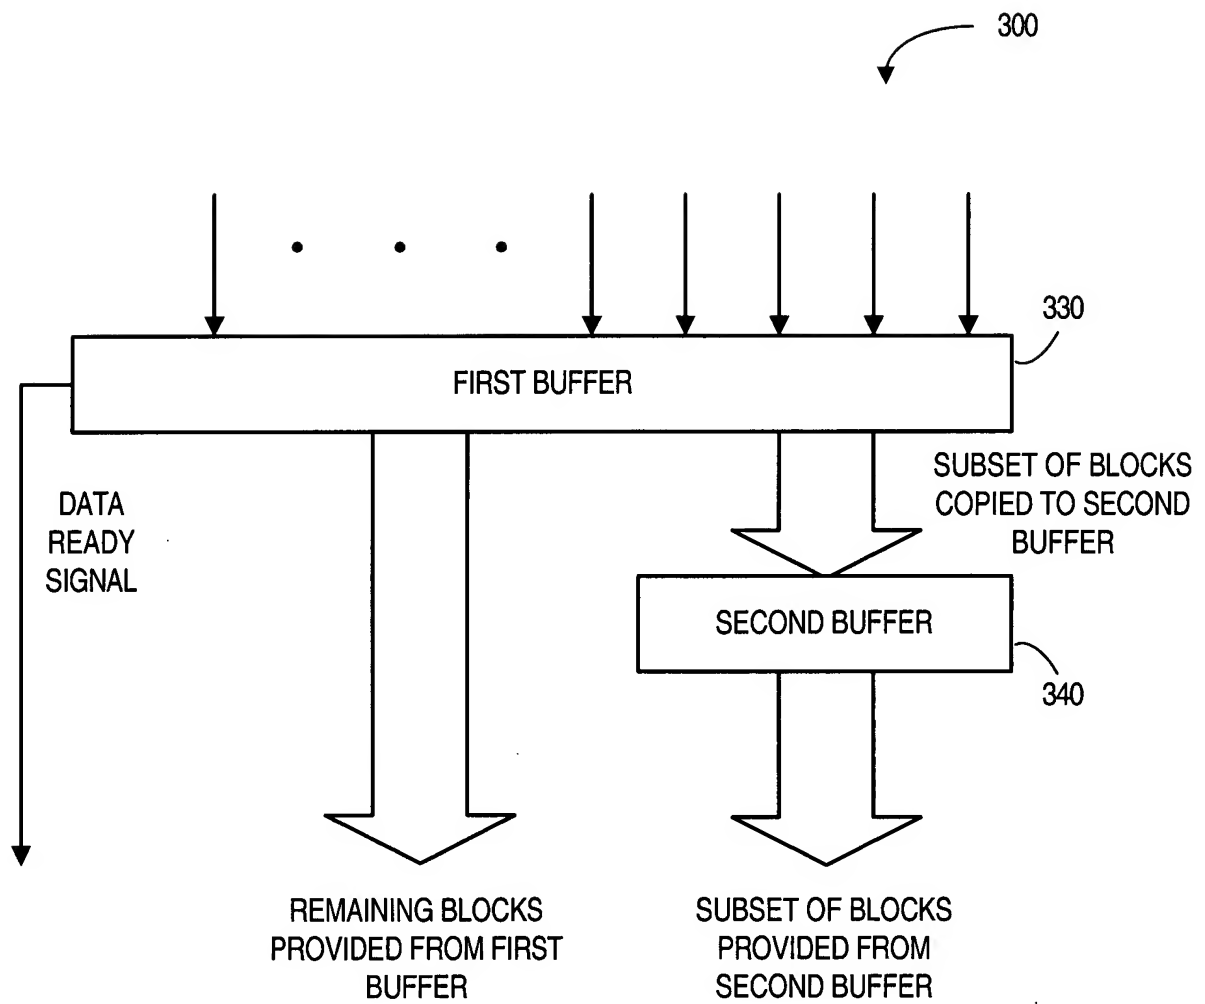 300
330
FIRST BUFFER
SUBSET OF BLOCKS
COPIED TO SECOND
BUFFER
DATA
READY
SIGNAL
SECOND BUFFER
340
REMAINING BLOCKS
PROVIDED FROM FIRST
BUFFER
SUBSET OF BLOCKS
PROVIDED FROM
SECOND BUFFER